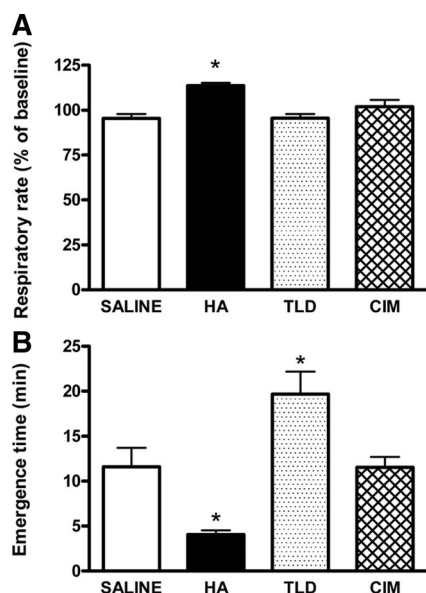 A
Respiratory rate (% of baseline)
125
100
75
50
25
0
*
SALINE HA TLD CIM
B
Emergence time (min)
25
20
15
10
5
0
*
*
SALINE HA TLD CIM